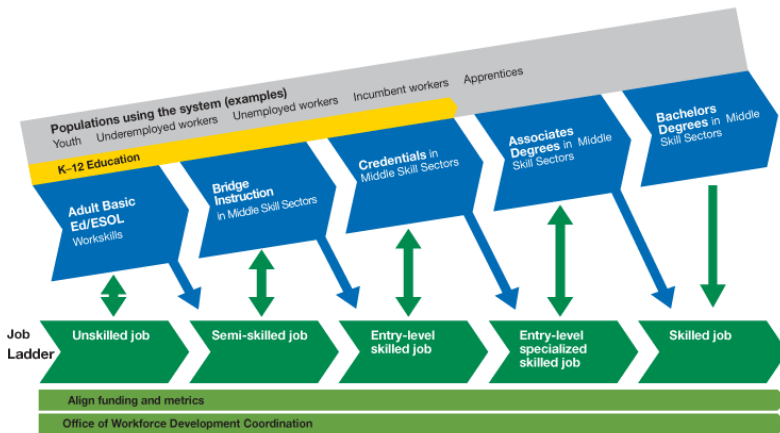 Populations using the system (examples)
Youth Underemployed workers Unemployed workers Incumbent workers Apprentices
K–12 Education
Adult Basic
Ed/ESOL
Workskills
Bridge
Instruction
in Middle Skill Sectors
Credentials in
Middle Skill Sectors
Associates
Degrees in Middle
Skill Sectors
Bachelors
Degrees in Middle
Skill Sectors
Job
Ladder
Unskilled job
Semi-skilled job
Entry-level
skilled job
Entry-level
specialized
skilled job
Skilled job
Align funding and metrics
Office of Workforce Development Coordination